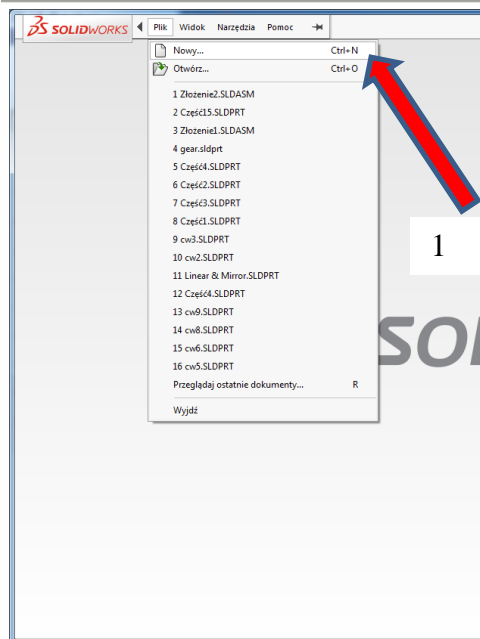 SOLIDWORKS Plik Widok Narzędzia Pomoc
Nowy... Ctrl+N
Otwórz... Ctrl+O
1 Złożenie2.SLDASM
2 Część15.SLDPRT
3 Złożenie1.SLDASM
4 gear.sldprt
5 Część4.SLDPRT
6 Część2.SLDPRT
7 Część3.SLDPRT
8 Część1.SLDPRT
9 cw3.SLDPRT
10 cw2.SLDPRT
11 Linear & Mirror.SLDPRT
12 Część4.SLDPRT
13 cw9.SLDPRT
14 cw8.SLDPRT
15 cw6.SLDPRT
16 cw5.SLDPRT
Przeglądaj ostatnie dokumenty... R
Wyjdź
1